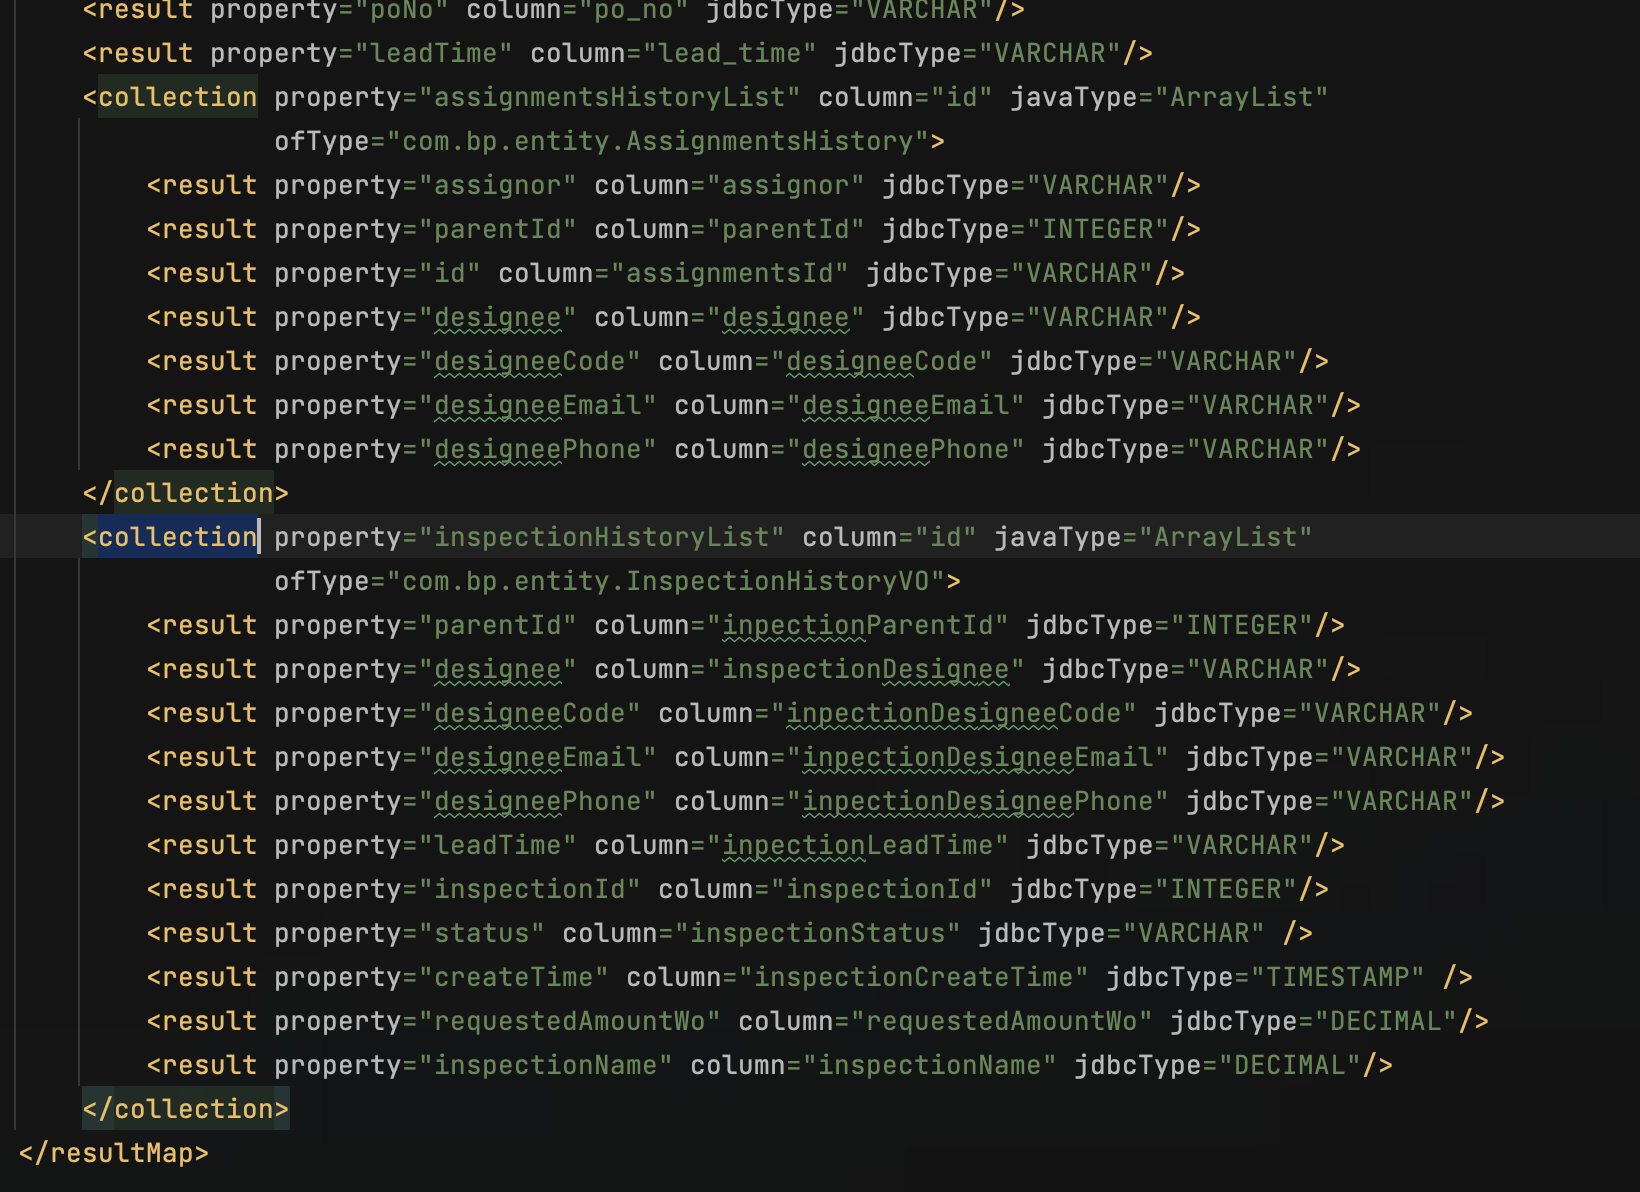 <result property="poNo" column="po_no" jdbcType="VARCHAR"/>
<result property="leadTime" column="lead_time" jdbcType="VARCHAR"/>
<collection property="assignmentsHistoryList" column="id" javaType="ArrayList"
ofType="com.bp.entity.AssignmentsHistory">
<result property="assignor" column="assignor" jdbcType="VARCHAR"/>
<result property="parentId" column="parentId" jdbcType="INTEGER"/>
<result property="id" column="assignmentsId" jdbcType="VARCHAR"/>
<result property="designee" column="designee" jdbcType="VARCHAR"/>
<result property="designeeCode" column="designeeCode" jdbcType="VARCHAR"/>
<result property="designeeEmail" column="designeeEmail" jdbcType="VARCHAR"/>
<result property="designeePhone" column="designeePhone" jdbcType="VARCHAR"/>
</collection>
<collection property="inspectionHistoryList" column="id" javaType="ArrayList"
ofType="com.bp.entity.InspectionHistoryVO">
<result property="parentId" column="inpectionParentId" jdbcType="INTEGER"/>
<result property="designee" column="inspectionDesignee" jdbcType="VARCHAR"/>
<result property="designeeCode" column="inpectionDesigneeCode" jdbcType="VARCHAR"/>
<result property="designeeEmail" column="inpectionDesigneeEmail" jdbcType="VARCHAR"/>
<result property="designeePhone" column="inpectionDesigneePhone" jdbcType="VARCHAR"/>
<result property="leadTime" column="inpectionLeadTime" jdbcType="VARCHAR"/>
<result property="inspectionId" column="inspectionId" jdbcType="INTEGER"/>
<result property="status" column="inspectionStatus" jdbcType="VARCHAR" />
<result property="createTime" column="inspectionCreateTime" jdbcType="TIMESTAMP" />
<result property="requestedAmountWo" column="requestedAmountWo" jdbcType="DECIMAL"/>
<result property="inspectionName" column="inspectionName" jdbcType="DECIMAL"/>
</collection>
</resultMap>